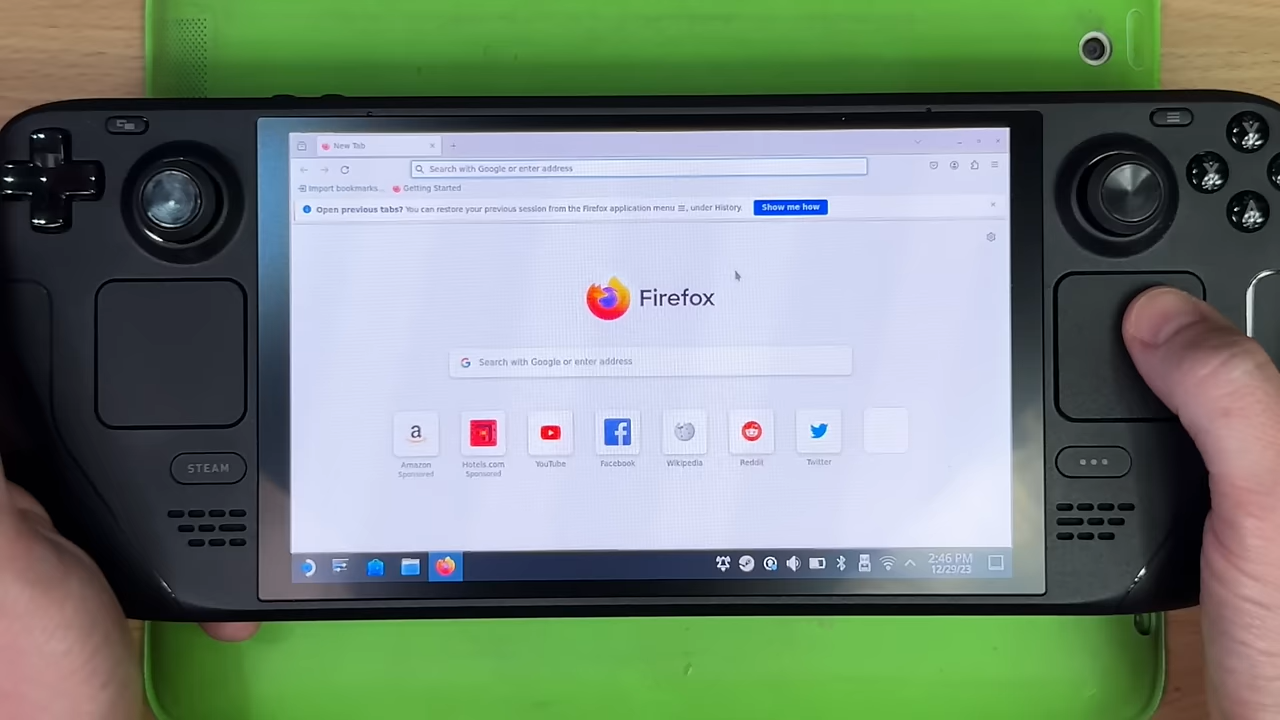 New Tab
Search with Google or enter address
Import bookmarks... Getting Started
Open previous tabs? You can restore your previous session from the Firefox application menu ☰, under History. Show me how
Firefox
G Search with Google or enter address
a
Amazon Hotels.com YouTube Facebook Wikipedia Reddit Twitter
Sponsored Sponsored
STEAM
2:46 PM
12/29/23
Y
X
A